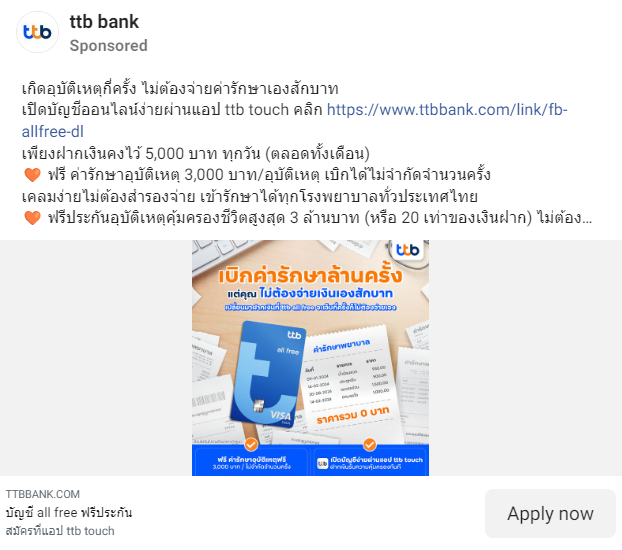 ttb bank
Sponsored
เกิดอุบัติเหตุกี่ครั้ง ไม่ต้องจ่ายค่ารักษาเองสักบาท
เปิดบัญชีออนไลน์ง่ายผ่านแอป ttb touch คลิก https://www.ttbbank.com/link/fb-
allfree-dl
เพียงฝากเงินคงไว้ 5,000 บาท ทุกวัน (ตลอดทั้งเดือน)
🧡 ฟรี ค่ารักษาอุบัติเหตุ 3,000 บาท/อุบัติเหตุ เบิกได้ไม่จำกัดจำนวนครั้ง
เคลมง่ายไม่ต้องสำรองจ่าย เข้ารักษาได้ทุกโรงพยาบาลทั่วประเทศไทย
🧡 ฟรีประกันอุบัติเหตุคุ้มครองชีวิตสูงสุด 3 ล้านบาท (หรือ 20 เท่าของเงินฝาก) ไม่ต้อง...
ttb
เบิกค่ารักษาล้านครั้ง
แต่คุณ ไม่ต้องจ่ายเงินเองสักบาท
ttb
all free
VISA
ค่ารักษาพยาบาล
วันที่ รายการ ราคา
ราคารวม 0 บาท
ฟรี ค่ารักษาอุบัติเหตุฟรี
3,000 บาท / ไม่จำกัดจำนวนครั้ง
ttb เปิดบัญชีง่ายผ่านแอป ttb touch
TTBBANK.COM
บัญชี all free ฟรีประกัน
สมัครที่แอป ttb touch
Apply now